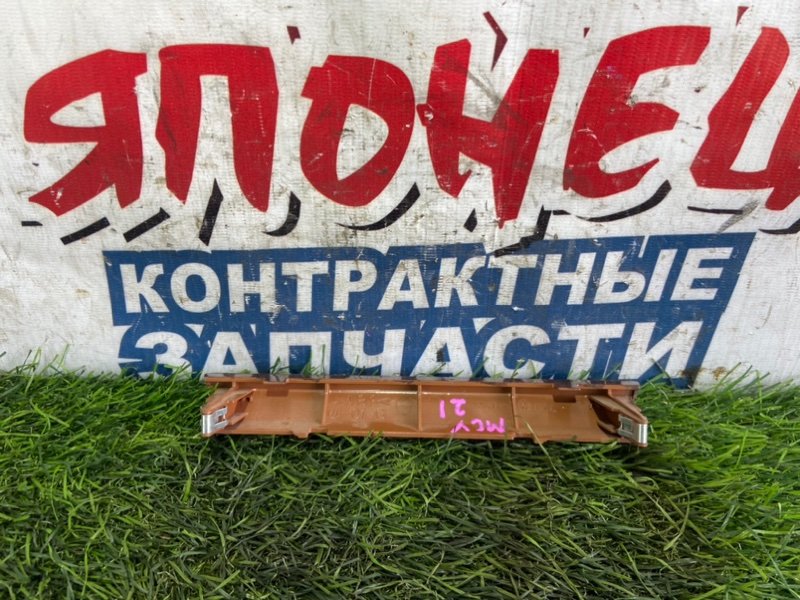 ЯПОНЕЦ
КОНТРАКТНЫЕ
ЗАПЧАСТИ
MCV
21